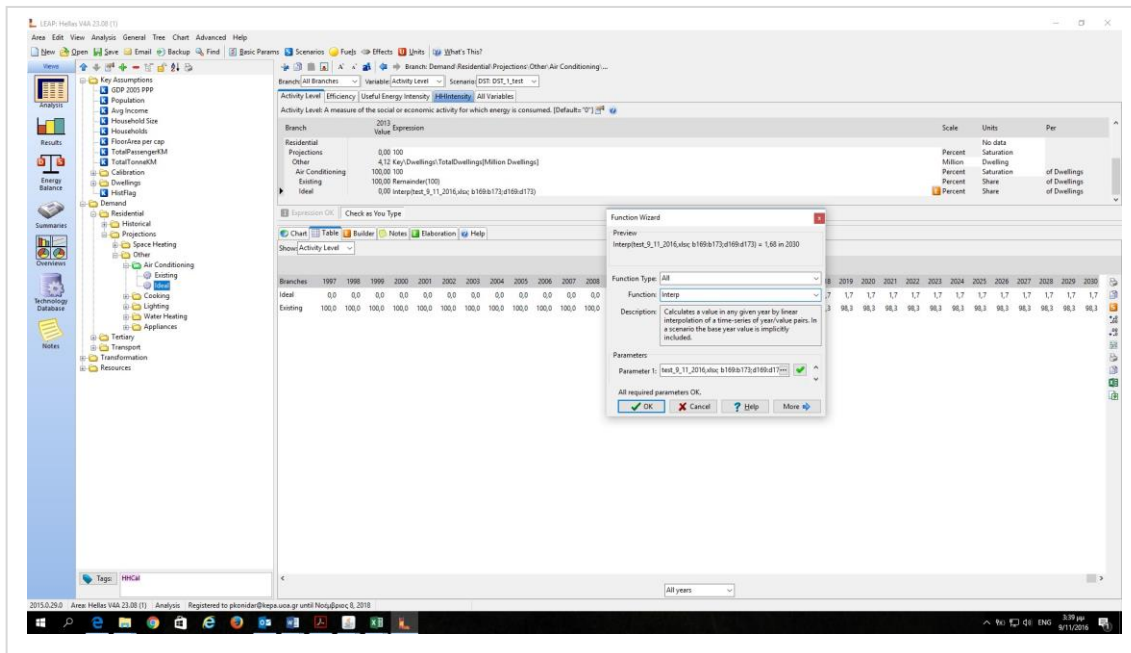 LEAP: Hellas V4A 23.08 (1)
Area Edit View Analysis General Tree Chart Advanced Help
New Open Save Email Backup Find Basic Params Scenarios Fuels Effects Units What's This?
Views
Analysis
Results
Energy Balance
Summaries
Overviews
Technology Database
Notes
Key Assumptions
GDP 2005 PPP
Population
Avg Income
Household Size
Households
FloorArea per cap
TotalPassengerKM
TotalTonneKM
Calibration
Dwellings
HistFlag
Demand
Residential
Historical
Projections
Space Heeting
Other
Air Conditioning
Existing
Ideal
Cooking
Lighting
Water Heating
Appliances
Tertiary
Transport
Transformation
Resources
Tags: HHCal
Branch: Demand\Residential\Projections\Other\Air Conditioning\...
Branch: All Branches Variable: Activity Level Scenario: DST: DST_1_test
Activity Level Efficiency Useful Energy Intensity HHIntensity All Variables
Activity Level: A measure of the social or economic activity for which energy is consumed. [Default="0"]
Branch 2013 Value Expression Scale Units Per
Residential No data
Projections 0,00 100 Percent Saturation
Other 4,12 Key\Dwellings\TotalDwellings[Million Dwellings] Million Dwelling
Air Conditioning 100,00 100 Percent Saturation of Dwellings
Existing 100,00 Remainder(100) Percent Share of Dwellings
Ideal 0,00 Interp(test_9_11_2016,xlsx; b169:b173;d169:d173) Percent Share of Dwellings
Expression OK Check as You Type
Chart Table Builder Notes Elaboration Help
Show: Activity Level
Branches 1997 1998 1999 2000 2001 2002 2003 2004 2005 2006 2007 2008 8 2019 2020 2021 2022 2023 2024 2025 2026 2027 2028 2029 2030
Ideal 0,0 0,0 0,0 0,0 0,0 0,0 0,0 0,0 0,0 0,0 0,0 0,0 ,7 1,7 1,7 1,7 1,7 1,7 1,7 1,7 1,7 1,7 1,7 1,7 1,7
Existing 100,0 100,0 100,0 100,0 100,0 100,0 100,0 100,0 100,0 100,0 100,0 100,0 ,3 98,3 98,3 98,3 98,3 98,3 98,3 98,3 98,3 98,3 98,3 98,3 98,3
Function Wizard
Preview
Interp(test_9_11_2016,xlsx; b169:b173;d169:d173) = 1,68 in 2030
Function Type: All
Function: Interp
Description: Calculates a value in any given year by linear
interpolation of a time-series of year/value pairs. In
a scenario the base year value is implicitly
included.
Parameters
Parameter 1: test_9_11_2016,xlsx; b169:b173;d169:d17
All required parameters OK.
OK Cancel Help More
All years
2015.0.29.0 Area: Hellas V4A 23.08 (1) Analysis Registered to pkonidar@kepa.uoa.gr until Νοέμβριος 8, 2018
ENG 3:39 μμ
9/11/2016